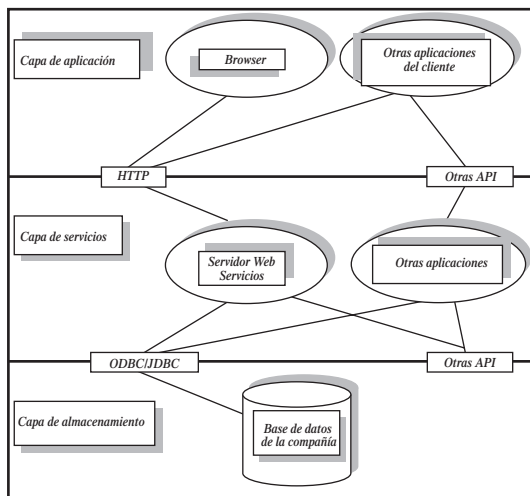 Capa de aplicación
Browser
Otras aplicaciones
del cliente
HTTP
Otras API
Capa de servicios
Servidor Web
Servicios
Otras aplicaciones
ODBC/JDBC
Otras API
Capa de almacenamiento
Base de datos
de la compañía